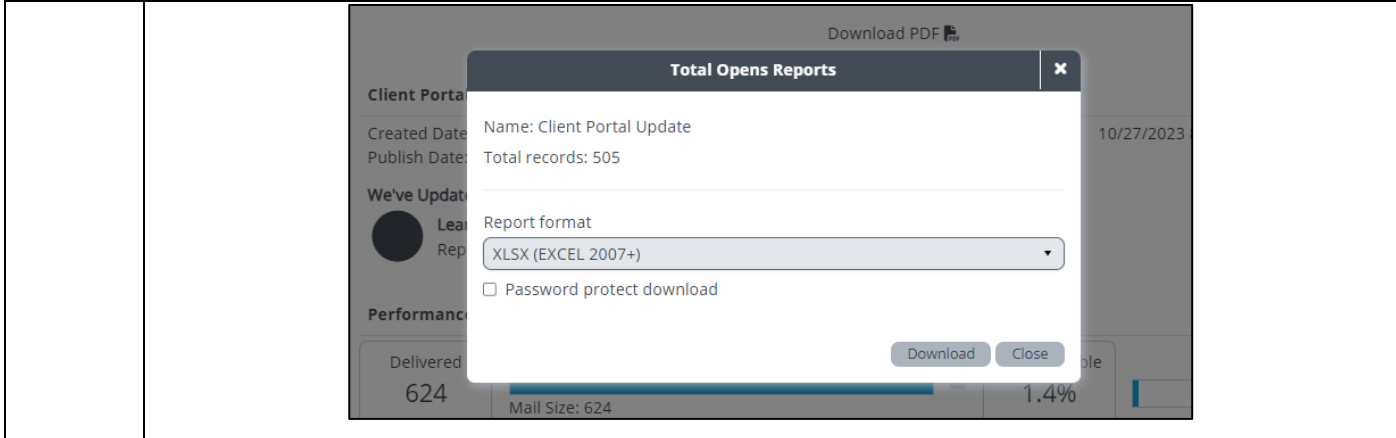 Download PDF
Total Opens Reports
Client Porta
Name: Client Portal Update
Created Date
10/27/2023
Publish Date:
Total records: 505
We've Updat
Lear
Rep
Report format
XLSX (EXCEL 2007+)
Password protect download
Performanc
Download Close
Delivered
ble
624
1.4%
Mail Size: 624